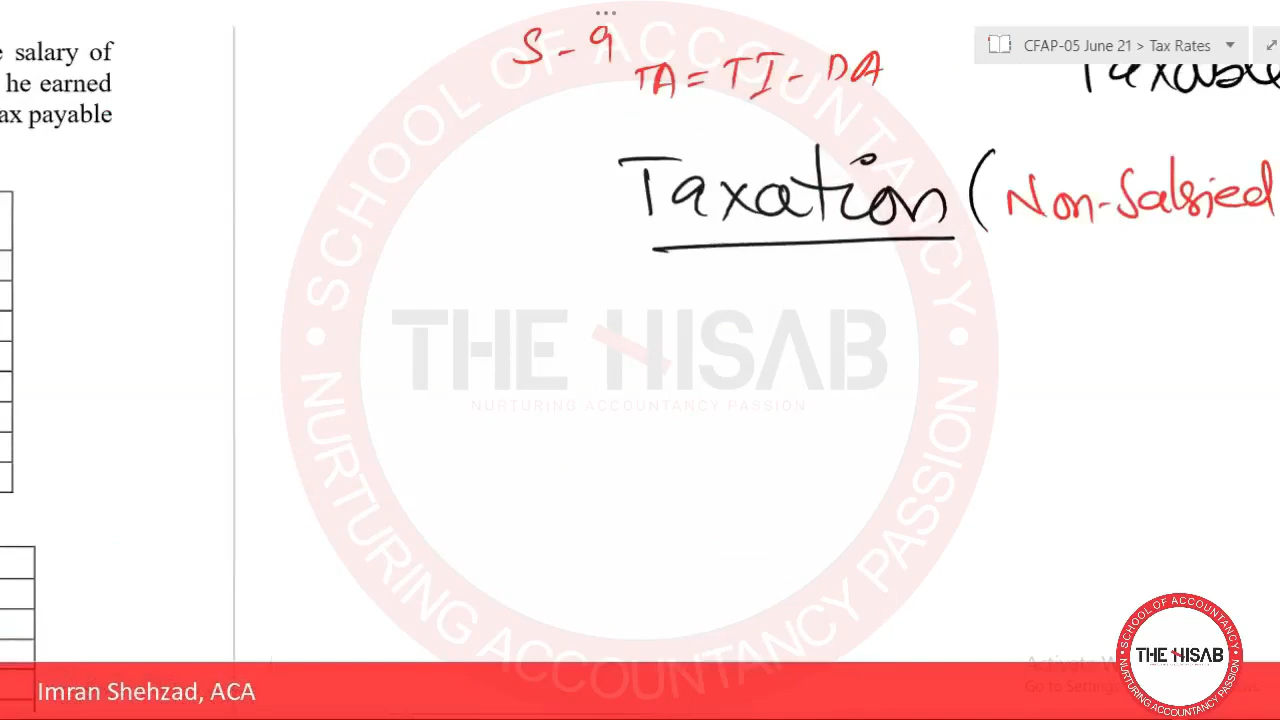 salary of
he earned
ax payable
S - 9
TA = TI - DA
CFAP-05 June 21 > Tax Rates
Taxable
Taxation (Non-Salried
SCHOOL OF ACCOUNTANCY
THE HISAB
NURTURING ACCOUNTANCY PASSION
NURTURING ACCOUNTANCY PASSION
Imran Shehzad, ACA
SCHOOL OF ACCOUNTANCY
THE HISAB
NURTURING ACCOUNTANCY PASSION